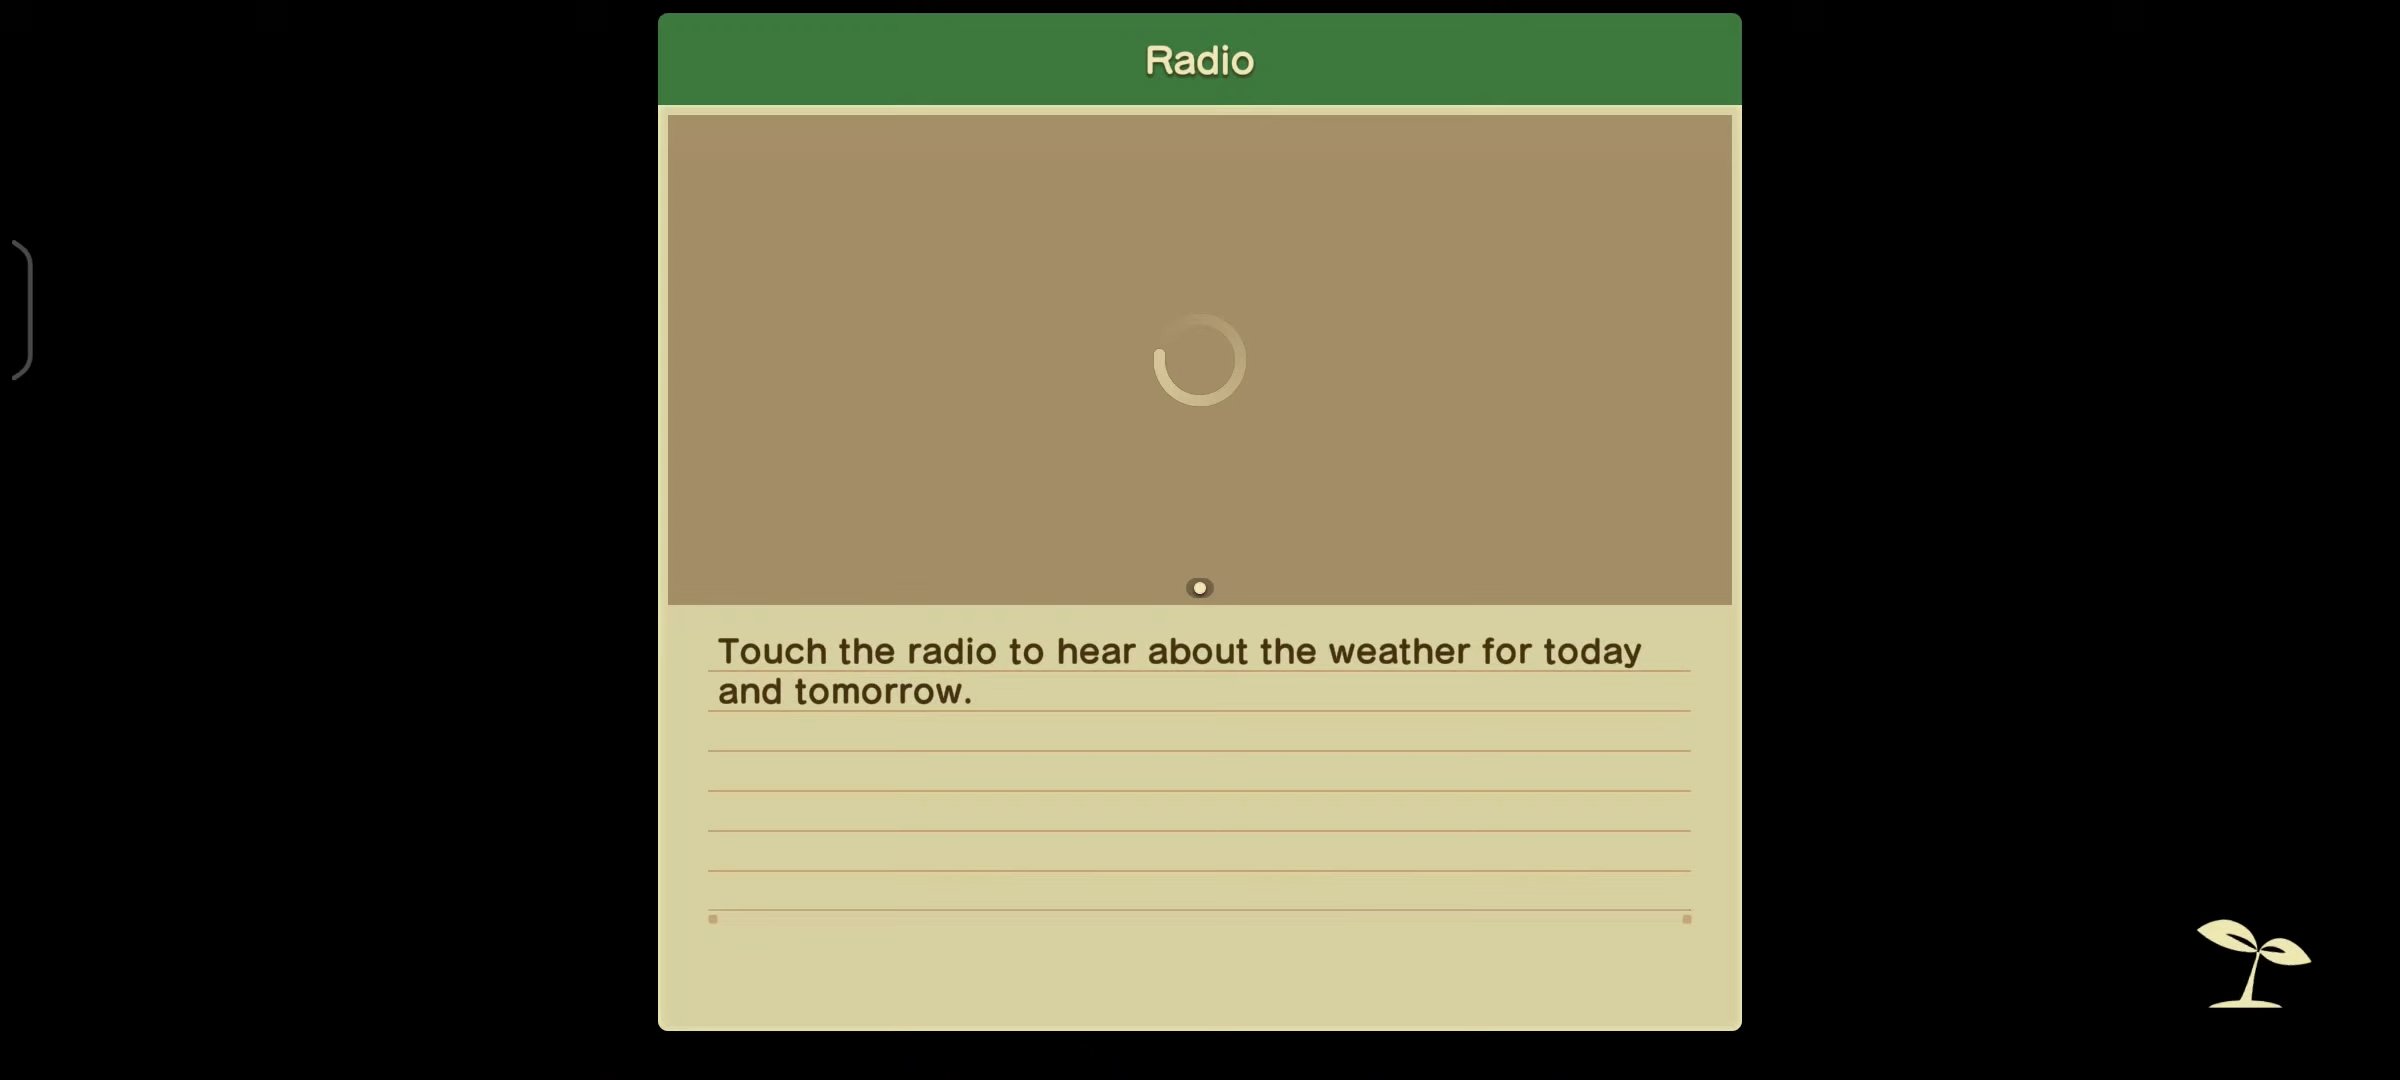 Radio
Touch the radio to hear about the weather for today
and tomorrow.